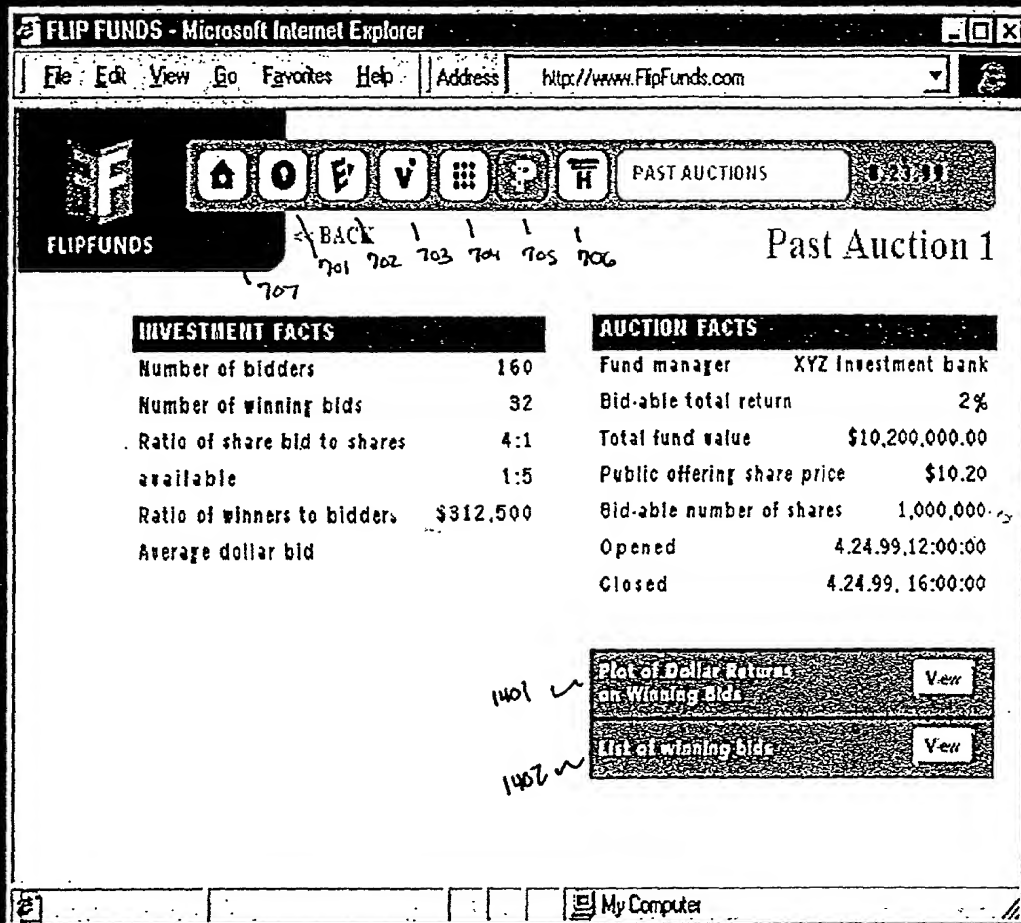 FLIP FUNDS - Microsoft Internet Explorer
File Edit View Go Favorites Help Address http://www.FlipFunds.com
PAST AUCTIONS
FLIPFUNDS
<< BACK
701 702 703 704 705 706
707
Past Auction 1
INVESTMENT FACTS
Number of bidders 160
Number of winning bids 32
Ratio of share bid to shares 4:1
available 1:5
Ratio of winners to bidders $312,500
Average dollar bid
AUCTION FACTS
Fund manager XYZ Investment bank
Bid-able total return 2%
Total fund value $10,200,000.00
Public offering share price $10.20
Bid-able number of shares 1,000,000
Opened 4.24.99,12:00:00
Closed 4.24.99, 16:00:00
1401 Plot of Dollar Returns
on Winning Bids View
1402 List of winning bids View
My Computer